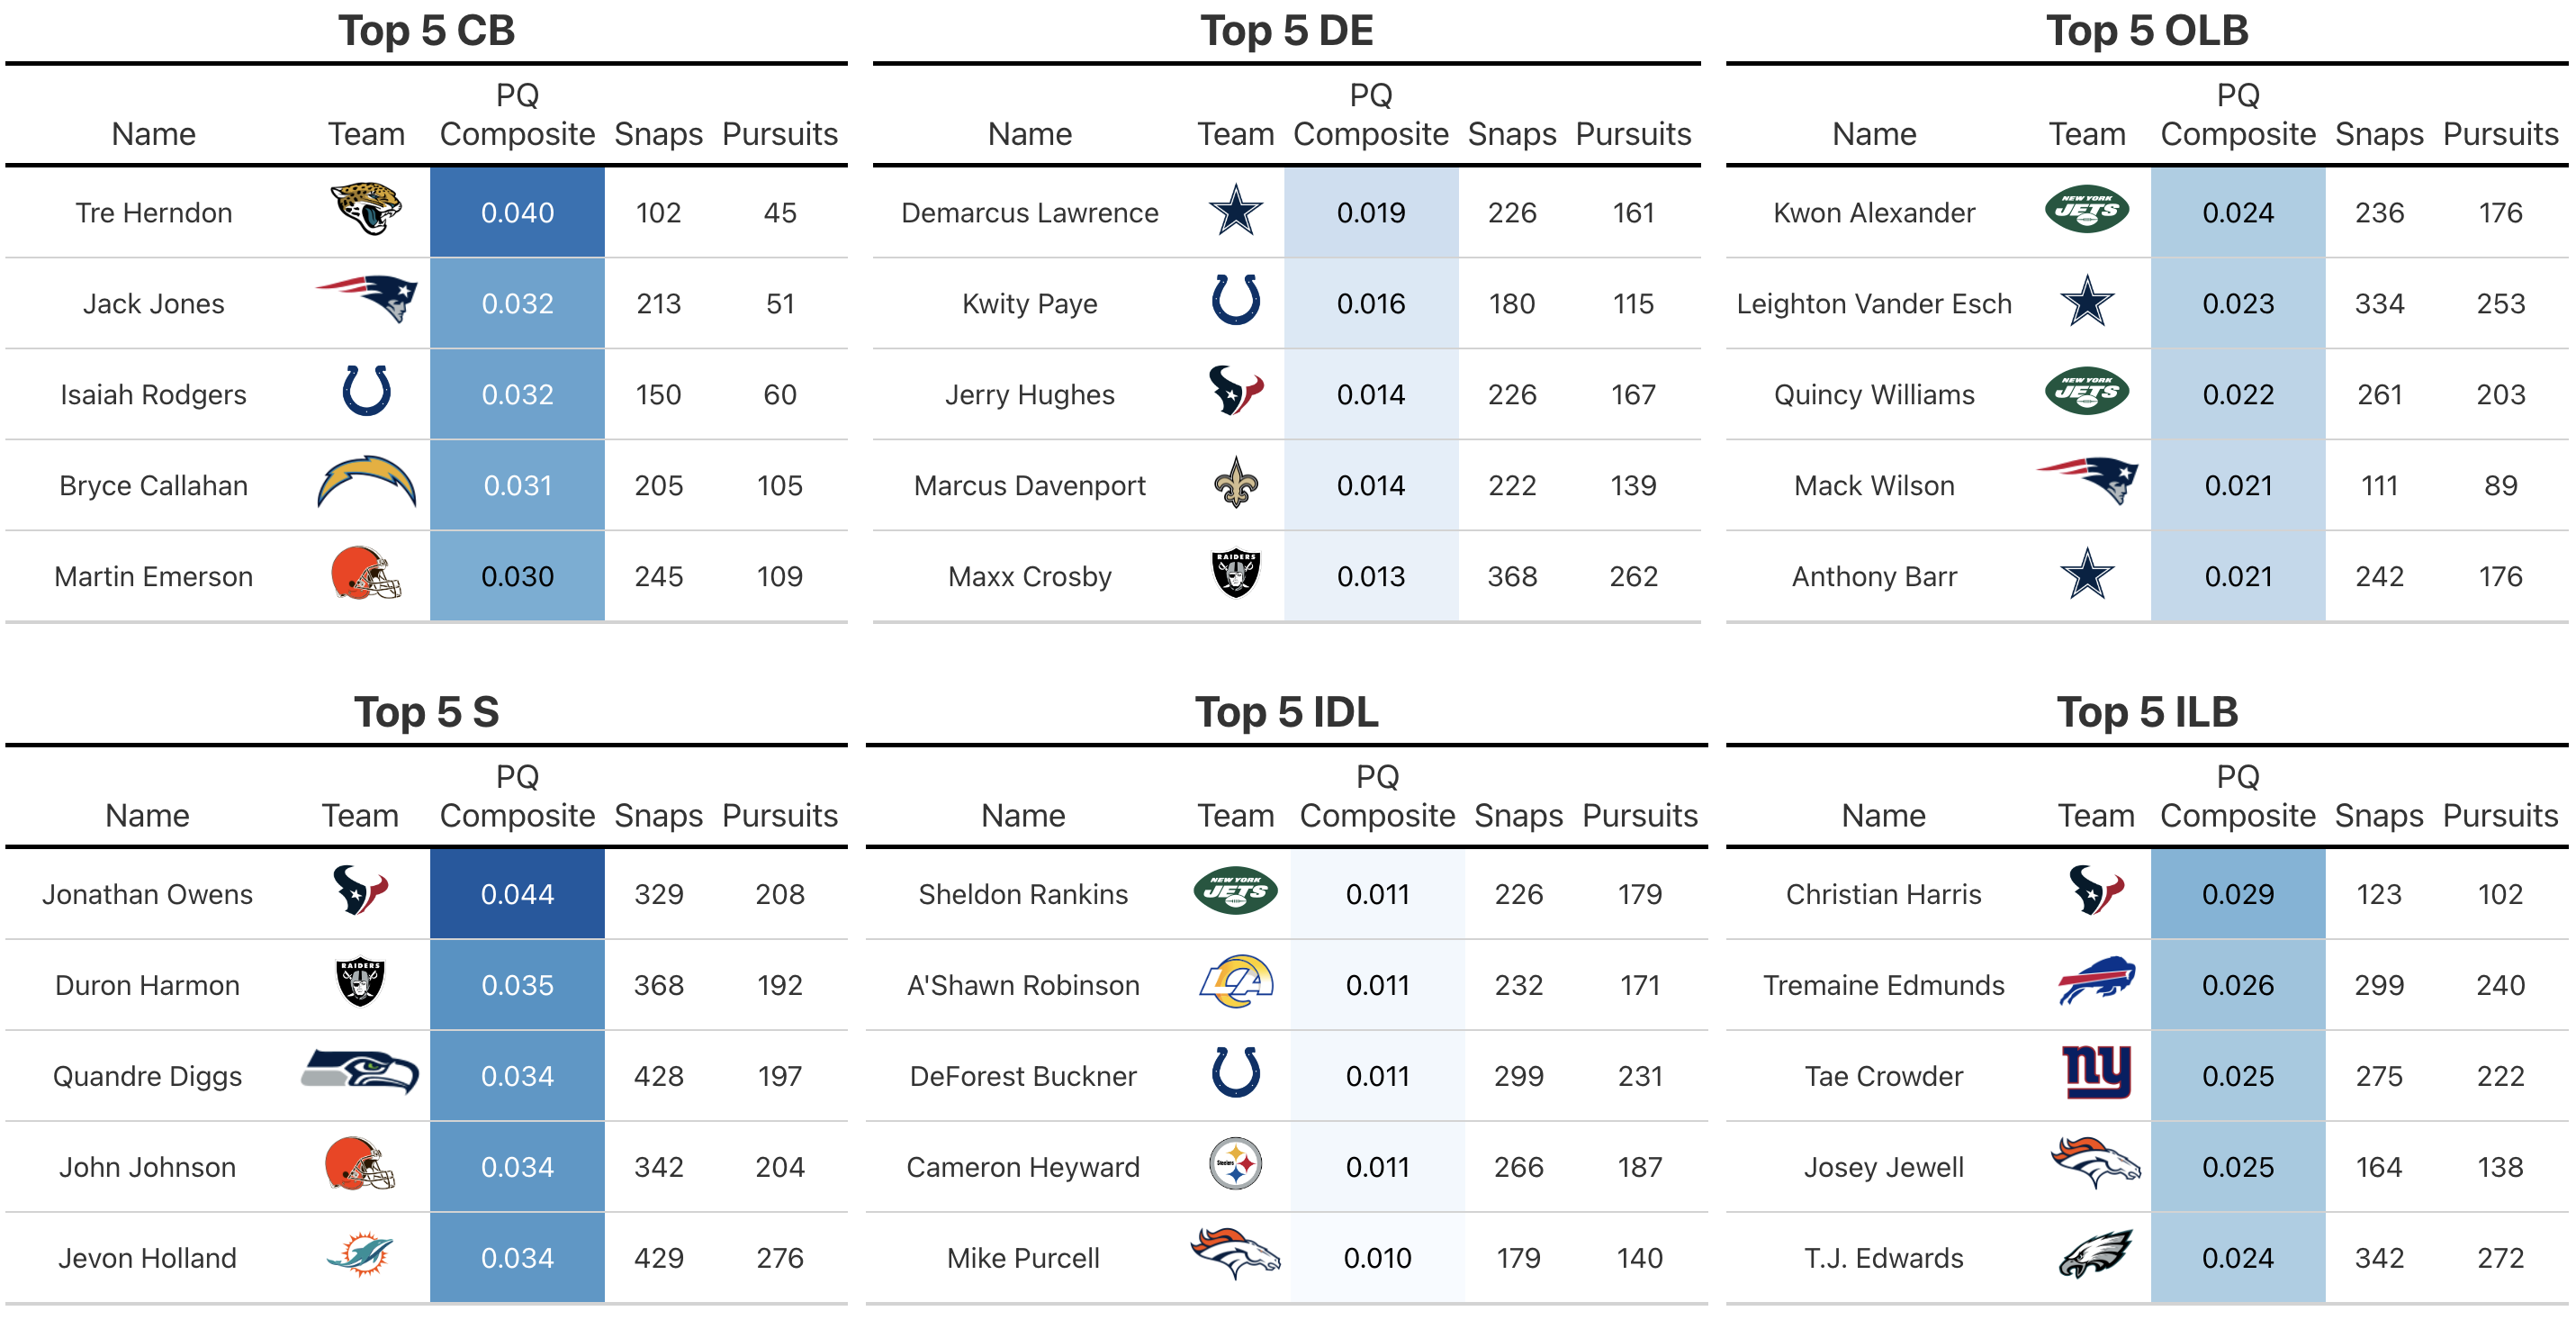 Top 5 CB
Name Team PQ Composite Snaps Pursuits
Tre Herndon 0.040 102 45
Jack Jones 0.032 213 51
Isaiah Rodgers 0.032 150 60
Bryce Callahan 0.031 205 105
Martin Emerson 0.030 245 109
Top 5 DE
Name Team PQ Composite Snaps Pursuits
Demarcus Lawrence 0.019 226 161
Kwity Paye 0.016 180 115
Jerry Hughes 0.014 226 167
Marcus Davenport 0.014 222 139
Maxx Crosby RAIDERS 0.013 368 262
Top 5 OLB
Name Team PQ Composite Snaps Pursuits
Kwon Alexander NEW YORK JETS 0.024 236 176
Leighton Vander Esch 0.023 334 253
Quincy Williams NEW YORK JETS 0.022 261 203
Mack Wilson 0.021 111 89
Anthony Barr 0.021 242 176
Top 5 S
Name Team PQ Composite Snaps Pursuits
Jonathan Owens 0.044 329 208
Duron Harmon RAIDERS 0.035 368 192
Quandre Diggs 0.034 428 197
John Johnson 0.034 342 204
Jevon Holland 0.034 429 276
Top 5 IDL
Name Team PQ Composite Snaps Pursuits
Sheldon Rankins NEW YORK JETS 0.011 226 179
A'Shawn Robinson LA 0.011 232 171
DeForest Buckner 0.011 299 231
Cameron Heyward Steelers 0.011 266 187
Mike Purcell 0.010 179 140
Top 5 ILB
Name Team PQ Composite Snaps Pursuits
Christian Harris 0.029 123 102
Tremaine Edmunds 0.026 299 240
Tae Crowder ny 0.025 275 222
Josey Jewell 0.025 164 138
T.J. Edwards 0.024 342 272